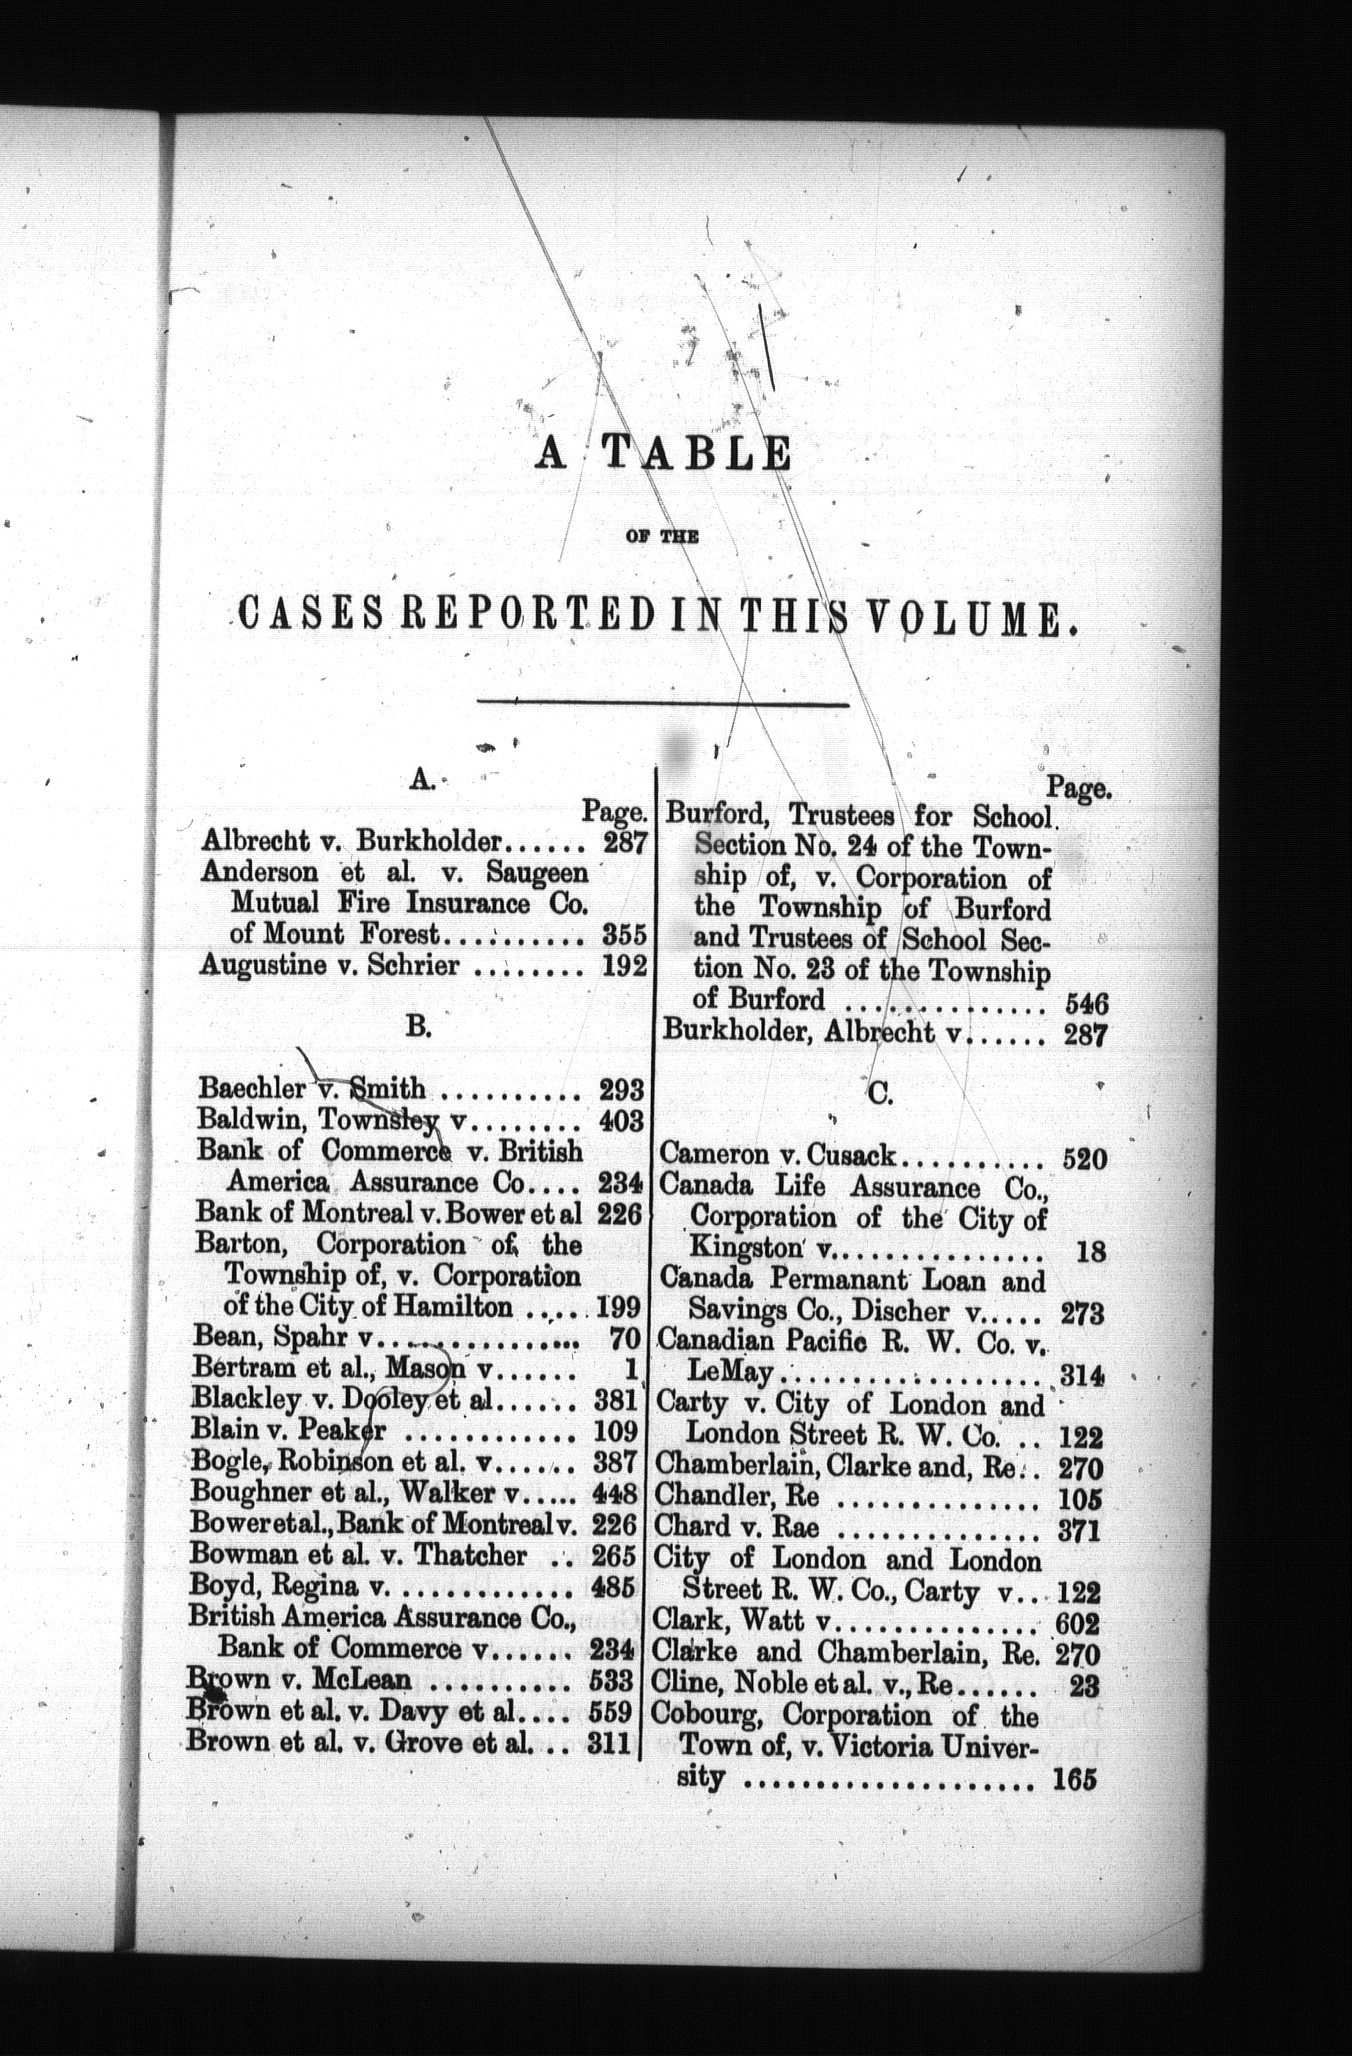 A TABLE
OF THE
CASES REPORTED IN THIS VOLUME.
A.
Page.
Albrecht v. Burkholder...... 287
Anderson et al. v. Saugeen
Mutual Fire Insurance Co.
of Mount Forest.......... 355
Augustine v. Schrier ........ 192
B.
Baechler v. Smith .......... 293
Baldwin, Townsley v........ 403
Bank of Commerce v. British
America Assurance Co.... 234
Bank of Montreal v. Bower et al 226
Barton, Corporation of, the
Township of, v. Corporation
of the City of Hamilton ..... 199
Bean, Spahr v.............. 70
Bertram et al., Mason v...... 1
Blackley v. Dooley et al...... 381
Blain v. Peaker ............ 109
Bogle, Robinson et al. v...... 387
Boughner et al., Walker v..... 448
Bower et al., Bank of Montreal v. 226
Bowman et al. v. Thatcher .. 265
Boyd, Regina v. ............ 485
British America Assurance Co.,
Bank of Commerce v...... 234
Brown v. McLean .......... 533
Brown et al. v. Davy et al.... 559
Brown et al. v. Grove et al. .. 311
Page.
Burford, Trustees for School
Section No. 24 of the Town-
ship of, v. Corporation of
the Township of Burford
and Trustees of School Sec-
tion No. 23 of the Township
of Burford .............. 546
Burkholder, Albrecht v...... 287
C.
Cameron v. Cusack.......... 520
Canada Life Assurance Co.,
Corporation of the City of
Kingston v............... 18
Canada Permanant Loan and
Savings Co., Discher v..... 273
Canadian Pacific R. W. Co. v.
LeMay .................. 314
Carty v. City of London and
London Street R. W. Co. .. 122
Chamberlain, Clarke and, Re.. 270
Chandler, Re .............. 105
Chard v. Rae .............. 371
City of London and London
Street R. W. Co., Carty v... 122
Clark, Watt v.............. 602
Clarke and Chamberlain, Re. 270
Cline, Noble et al. v., Re...... 23
Cobourg, Corporation of the
Town of, v. Victoria Univer-
sity .................... 165